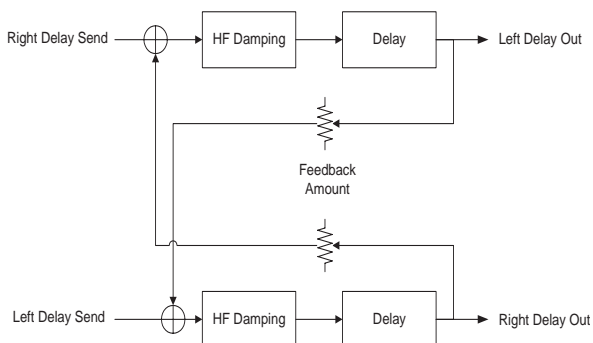 Right Delay Send
HF Damping
Delay
Left Delay Out
Feedback
Amount
Left Delay Send
HF Damping
Delay
Right Delay Out